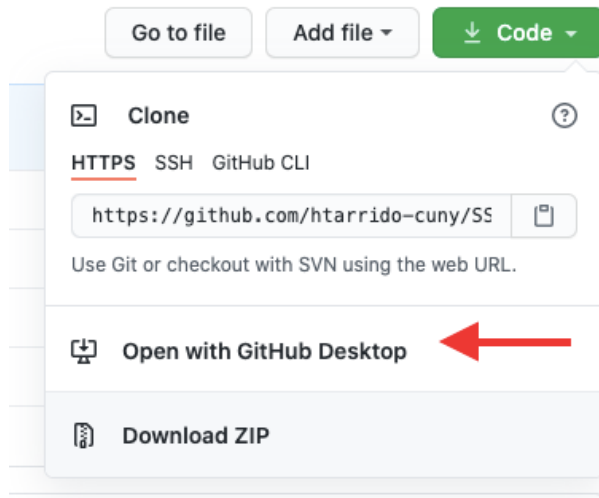 Go to file Add file Code
Clone
HTTPS SSH GitHub CLI
https://github.com/htarrido-cuny/SS
Use Git or checkout with SVN using the web URL.
Open with GitHub Desktop
Download ZIP